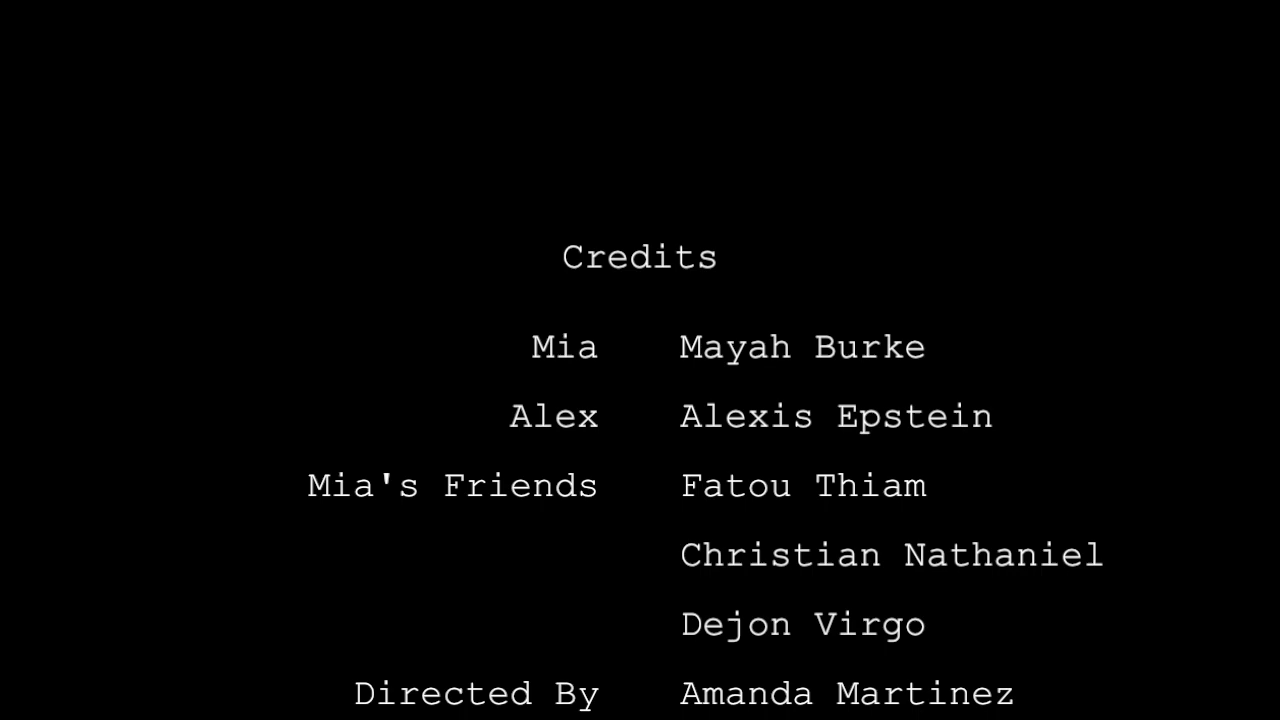 Credits
Mia Mayah Burke
Alex Alexis Epstein
Mia's Friends Fatou Thiam
Christian Nathaniel
Dejon Virgo
Directed By Amanda Martinez